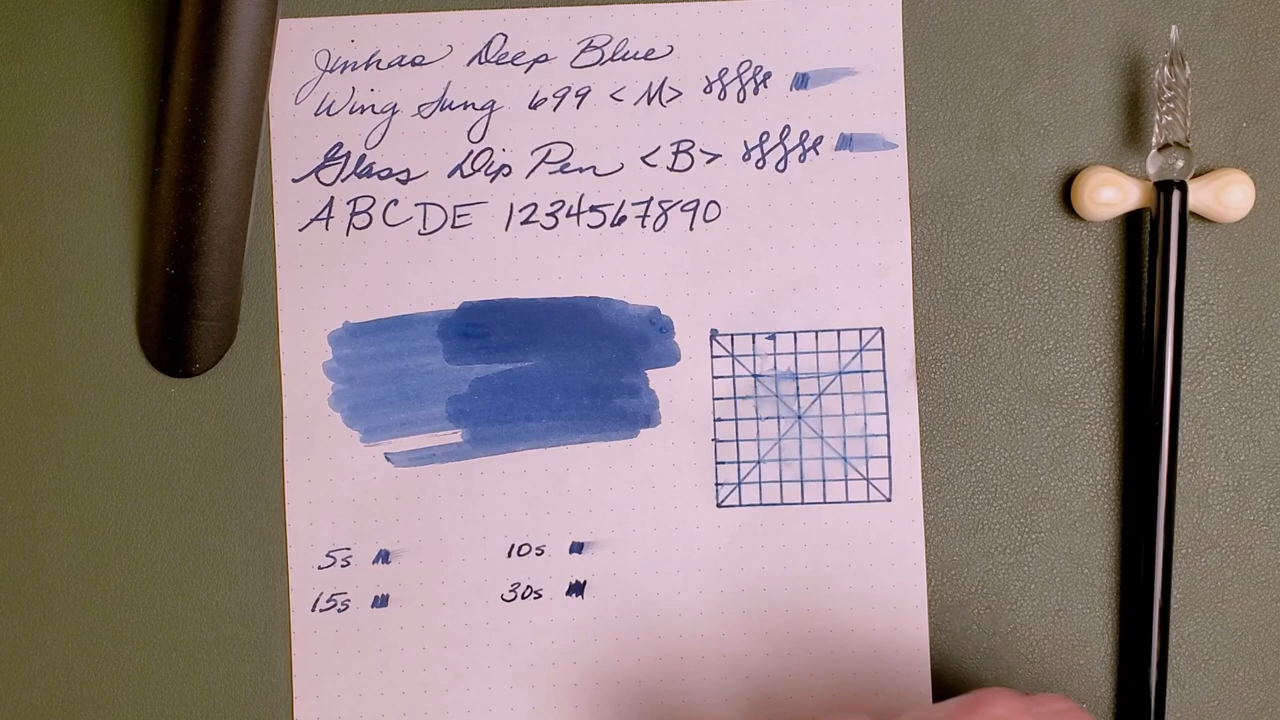 Jinhao Deep Blue
Wing Sung 699 <M>
Glass Dip Pen <B>
ABCDE 1234567890
5s 10s
15s 30s